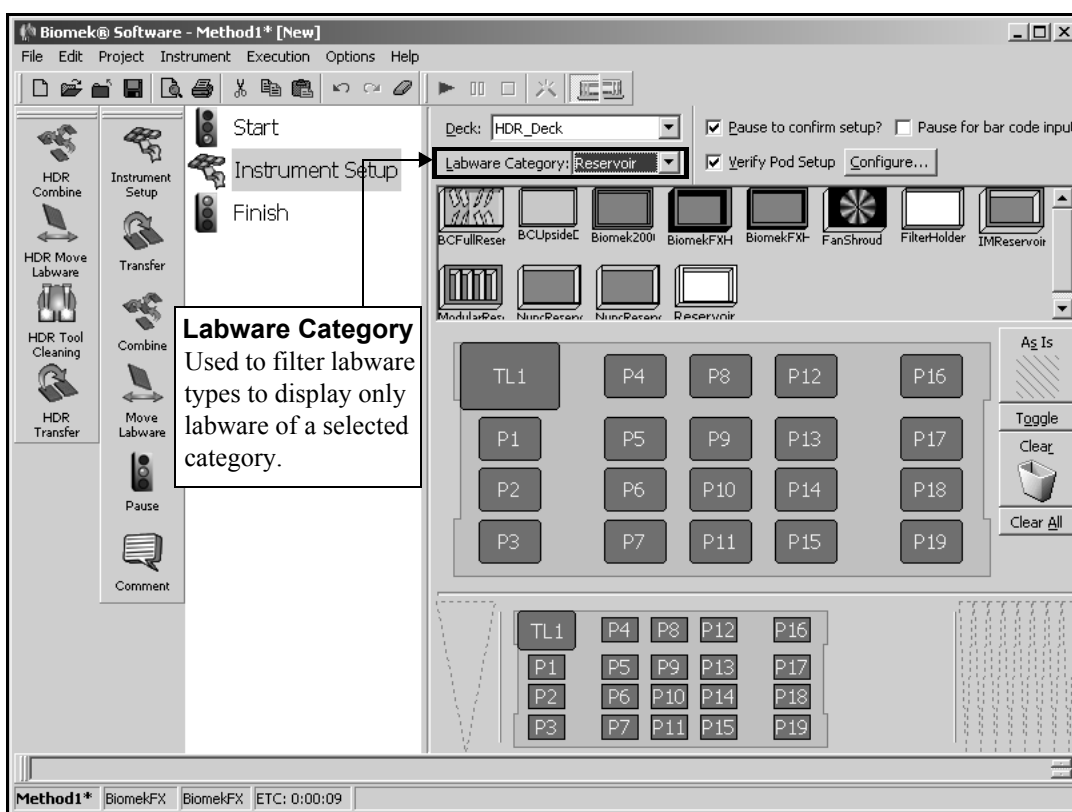 Biomek® Software - Method1* [New]
File Edit Project Instrument Execution Options Help
HDR
Combine
HDR Move
Labware
HDR Tool
Cleaning
HDR
Transfer
Instrument
Setup
Transfer
Combine
Move
Labware
Pause
Comment
Start
Instrument Setup
Finish
Labware Category
Used to filter labware
types to display only
labware of a selected
category.
Deck: HDR_Deck
Pause to confirm setup? Pause for bar code input
Labware Category: Reservoir
Verify Pod Setup Configure...
BCFullReser BCUpsideD Biomek200 BiomekFXH BiomekFXH FanShroud FilterHolder IMReservoir
ModularRes NuncReserv NuncReserv Reservoir
TL1 P4 P8 P12 P16
P1 P5 P9 P13 P17
P2 P6 P10 P14 P18
P3 P7 P11 P15 P19
As Is
Toggle
Clear
Clear All
TL1 P4 P8 P12 P16
P1 P5 P9 P13 P17
P2 P6 P10 P14 P18
P3 P7 P11 P15 P19
Method1* BiomekFX BiomekFX ETC: 0:00:09